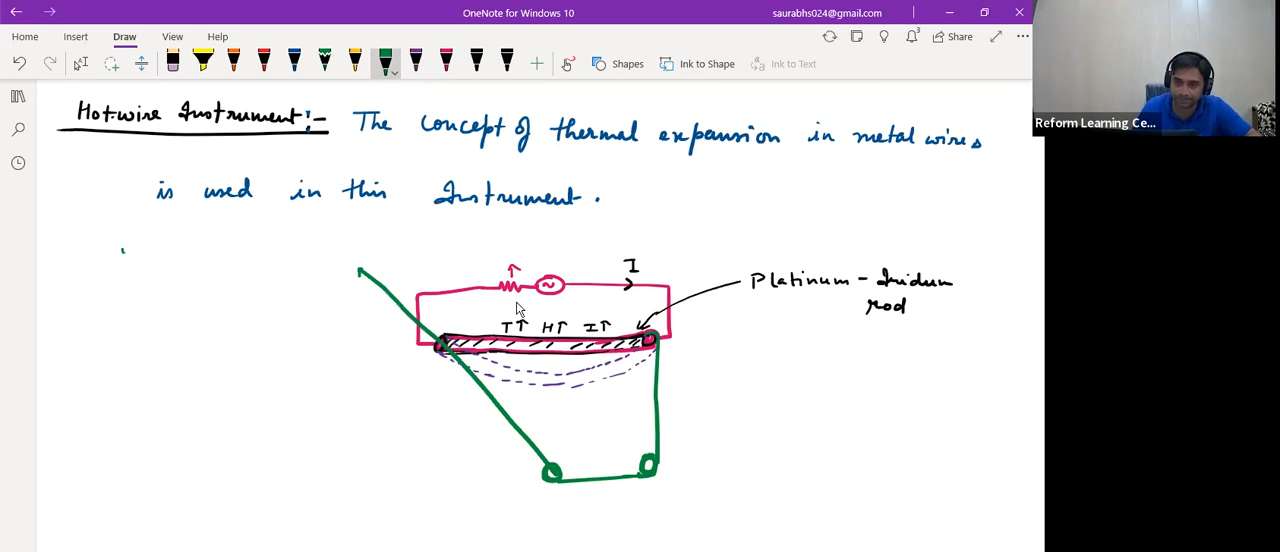 OneNote for Windows 10
saurabhs024@gmail.com
Home Insert Draw View Help
Share
Shapes
Ink to Shape
Ink to Text
Reform Learning Ce...
Hot-wire Instrument:- The concept of thermal expansion in metal wires
is used in this Instrument.
I
Platinum - Iridium
rod
T↑ H↑ I↑